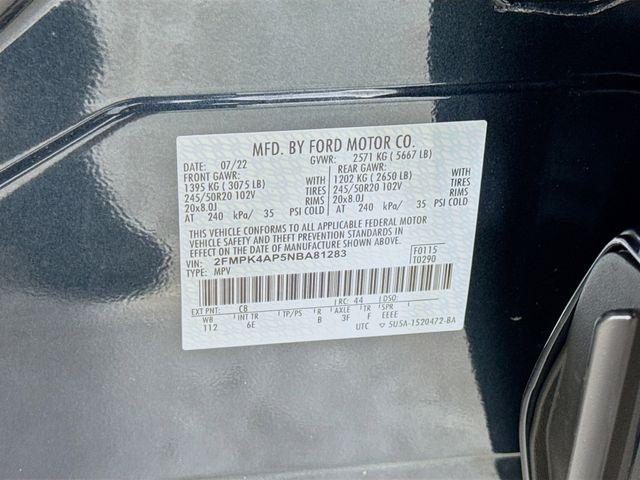 MFD. BY FORD MOTOR CO.
DATE: 07/22 GVWR: 2571 KG ( 5667 LB)
FRONT GAWR: REAR GAWR:
1395 KG ( 3075 LB) WITH 1202 KG ( 2650 LB) WITH
245/50R20 102V TIRES 245/50R20 102V TIRES
20x8.0J RIMS 20x8.0J RIMS
AT 240 kPa/ 35 PSI COLD AT 240 kPa/ 35 PSI COLD
THIS VEHICLE CONFORMS TO ALL APPLICABLE FEDERAL MOTOR
VEHICLE SAFETY AND THEFT PREVENTION STANDARDS IN
EFFECT ON THE DATE OF MANUFACTURE SHOWN ABOVE.
VIN: 2FMPK4AP5NBA81283 F0115
TYPE: MPV T0290
EXT PNT: C8 RC: 44 DSO:
WB INT TR TP/PS R AXLE TR SPR
112 6E B 3F F EEEE
UTC 5U5A-1520472-BA